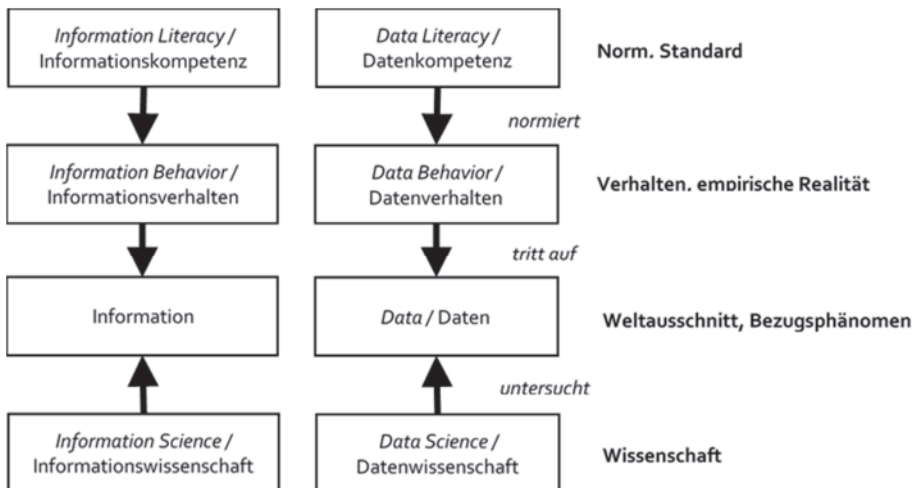 Information Literacy /
Informationskompetenz
Data Literacy /
Datenkompetenz
Norm. Standard
normiert
Information Behavior /
Informationsverhalten
Data Behavior /
Datenverhalten
Verhalten. empirische Realität
tritt auf
Information
Data / Daten
Weltausschnitt, Bezugsphänomen
untersucht
Information Science /
Informationswissenschaft
Data Science /
Datenwissenschaft
Wissenschaft